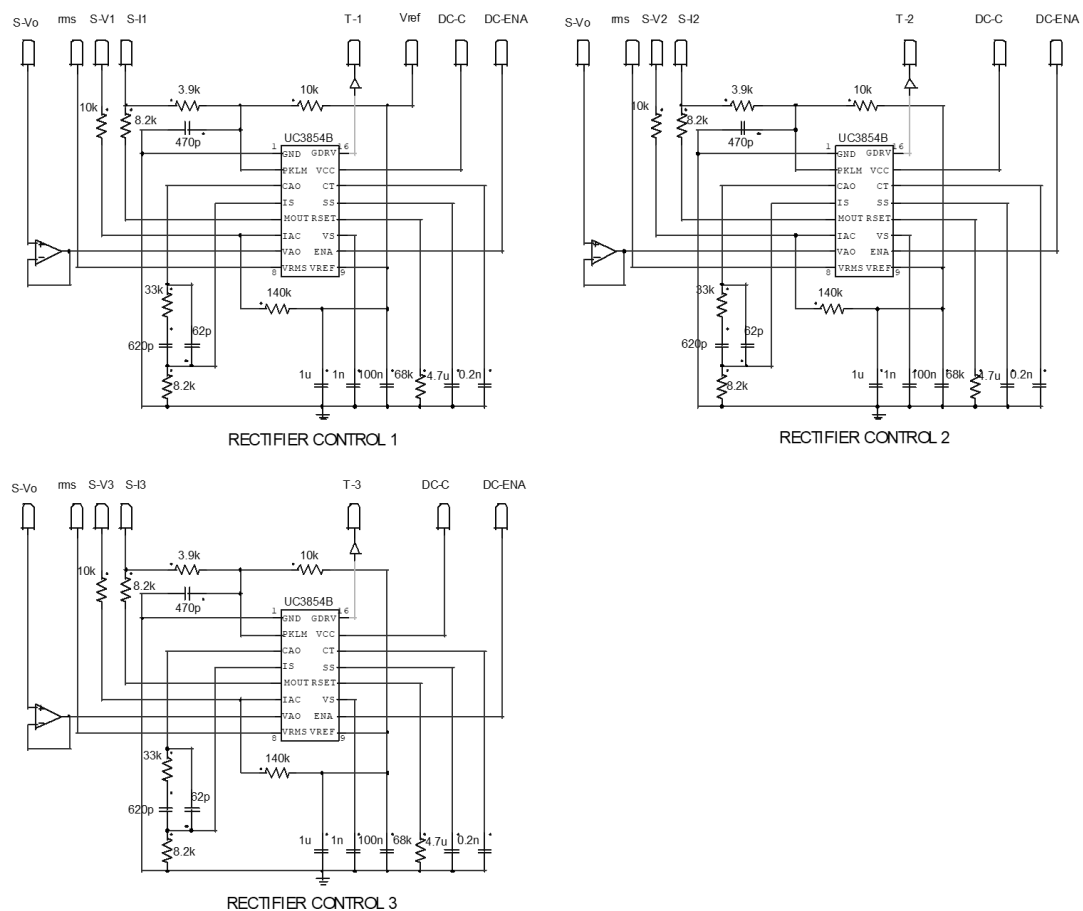 S-Vo rms S-V1 S-I1 T-1 Vref DC-C DC-ENA
3.9k 10k
10k 8.2k
470p
UC3854B
1 GND GDRV 16
PKLM VCC
CAO CT
IS SS
MOUT RSET
IAC VS
VAO ENA
8 VRMS VREF 9
33k 140k
620p 62p
8.2k 1u 1n 100n 68k 4.7u 0.2n
RECTIFIER CONTROL 1
S-Vo rms S-V2 S-I2 T-2 DC-C DC-ENA
3.9k 10k
10k 8.2k
470p
UC3854B
1 GND GDRV 16
PKLM VCC
CAO CT
IS SS
MOUT RSET
IAC VS
VAO ENA
8 VRMS VREF 9
33k 140k
620p 62p
8.2k 1u 1n 100n 68k 4.7u 0.2n
RECTIFIER CONTROL 2
S-Vo rms S-V3 S-I3 T-3 DC-C DC-ENA
3.9k 10k
10k 8.2k
470p
UC3854B
1 GND GDRV 16
PKLM VCC
CAO CT
IS SS
MOUT RSET
IAC VS
VAO ENA
8 VRMS VREF 9
33k 140k
620p 62p
8.2k 1u 1n 100n 68k 4.7u 0.2n
RECTIFIER CONTROL 3